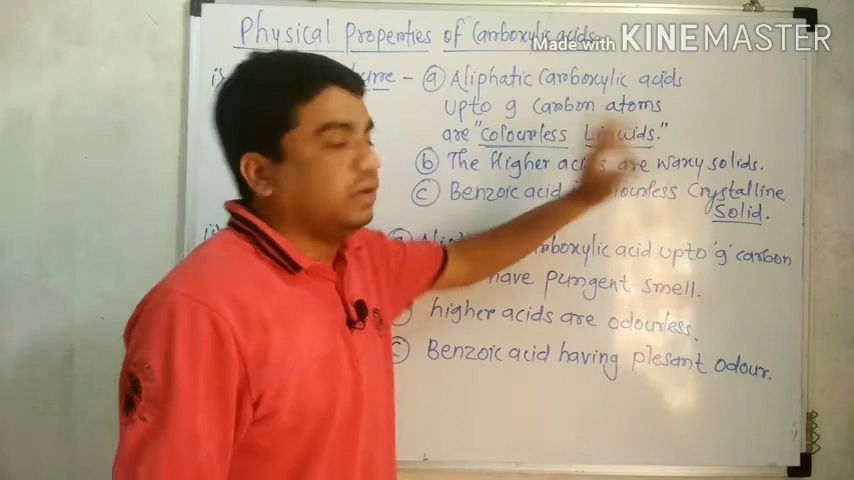 Physical Properties of Carboxylic acids
Made with KINEMASTER
i) - (a) Aliphatic Carboxylic acids
upto 9 carbon atoms
are "Colourless Liquids."
(b) The Higher acids are waxy solids.
(c) Benzoic acid Colourless Crystalline
Solid.
ii) carboxylic acid upto '9' carbon
have pungent smell.
higher acids are odourless.
(c) Benzoic acid having plesant odour.